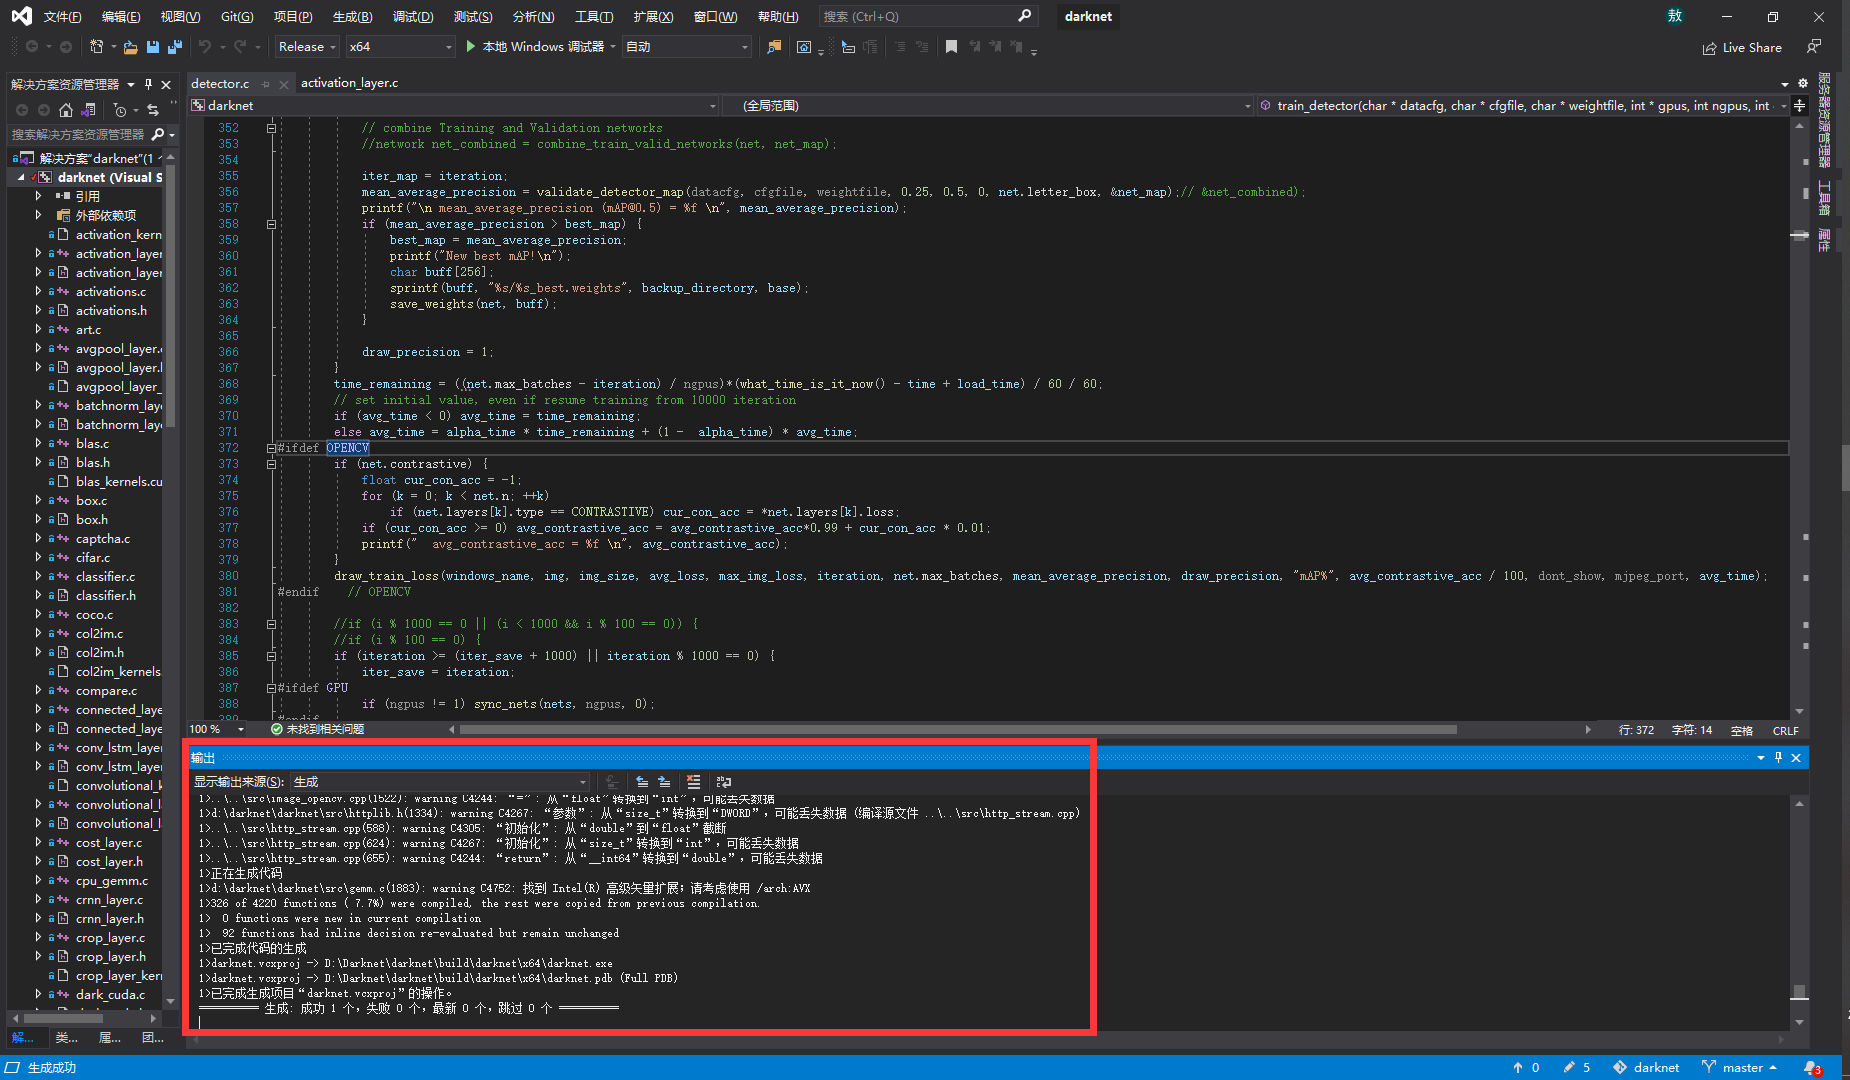 文件(F) 编辑(E) 视图(V) Git(G) 项目(P) 生成(B) 调试(D) 测试(S) 分析(N) 工具(T) 扩展(X) 窗口(W) 帮助(H) 搜索 (Ctrl+Q) darknet 敖
Release x64 本地 Windows 调试器 自动 Live Share
解决方案资源管理器
搜索解决方案资源管理器
解决方案"darknet"(1
darknet (Visual S
引用
外部依赖项
activation_kern
activation_layer
activation_layer
activations.c
activations.h
art.c
avgpool_layer.
avgpool_layer.
avgpool_layer_
batchnorm_laye
batchnorm_laye
blas.c
blas.h
blas_kernels.cu
box.c
box.h
captcha.c
cifar.c
classifier.c
classifier.h
coco.c
col2im.c
col2im.h
col2im_kernels.
compare.c
connected_laye
connected_laye
conv_lstm_layer
conv_lstm_layer
convolutional_k
convolutional_l
convolutional_l
cost_layer.c
cost_layer.h
cpu_gemm.c
crnn_layer.c
crnn_layer.h
crop_layer.c
crop_layer.h
crop_layer_kern
dark_cuda.c
解... 类... 属... 团...
detector.c activation_layer.c
darknet (全局范围) train_detector(char * datacfg, char * cfgfile, char * weightfile, int * gpus, int ngpus, int
352 // combine Training and Validation networks
353 //network net_combined = combine_train_valid_networks(net, net_map);
354
355 iter_map = iteration;
356 mean_average_precision = validate_detector_map(datacfg, cfgfile, weightfile, 0.25, 0.5, 0, net.letter_box, &net_map);// &net_combined);
357 printf("\n mean_average_precision (mAP@0.5) = %f \n", mean_average_precision);
358 if (mean_average_precision > best_map) {
359 best_map = mean_average_precision;
360 printf("New best mAP!\n");
361 char buff[256];
362 sprintf(buff, "%s/%s_best.weights", backup_directory, base);
363 save_weights(net, buff);
364 }
365
366 draw_precision = 1;
367 }
368 time_remaining = ((net.max_batches - iteration) / ngpus)*(what_time_is_it_now() - time + load_time) / 60 / 60;
369 // set initial value, even if resume training from 10000 iteration
370 if (avg_time < 0) avg_time = time_remaining;
371 else avg_time = alpha_time * time_remaining + (1 -  alpha_time) * avg_time;
372 #ifdef OPENCV
373 if (net.contrastive) {
374 float cur_con_acc = -1;
375 for (k = 0; k < net.n; ++k)
376 if (net.layers[k].type == CONTRASTIVE) cur_con_acc = *net.layers[k].loss;
377 if (cur_con_acc >= 0) avg_contrastive_acc = avg_contrastive_acc*0.99 + cur_con_acc * 0.01;
378 printf("  avg_contrastive_acc = %f \n", avg_contrastive_acc);
379 }
380 draw_train_loss(windows_name, img, img_size, avg_loss, max_img_loss, iteration, net.max_batches, mean_average_precision, draw_precision, "mAP%", avg_contrastive_acc / 100, dont_show, mjpeg_port, avg_time);
381 #endif // OPENCV
382
383 //if (i % 1000 == 0 || (i < 1000 && i % 100 == 0)) {
384 //if (i % 100 == 0) {
385 if (iteration >= (iter_save + 1000) || iteration % 1000 == 0) {
386 iter_save = iteration;
387 #ifdef GPU
388 if (ngpus != 1) sync_nets(nets, ngpus, 0);
389 #endif
100 % 未找到相关问题 行: 372 字符: 14 空格 CRLF
服务器资源管理器
工具箱
属性
输出
显示输出来源(S): 生成
1>..\..\src\image_opencv.cpp(1522): warning C4244: “=”: 从“float”转换到“int”，可能丢失数据
1>d:\darknet\darknet\src\httplib.h(1334): warning C4267: “参数”: 从“size_t”转换到“DWORD”，可能丢失数据 (编译源文件 ..\..\src\http_stream.cpp)
1>..\..\src\http_stream.cpp(588): warning C4305: “初始化”: 从“double”到“float”截断
1>..\..\src\http_stream.cpp(624): warning C4267: “初始化”: 从“size_t”转换到“int”，可能丢失数据
1>..\..\src\http_stream.cpp(655): warning C4244: “return”: 从“__int64”转换到“double”，可能丢失数据
1>正在生成代码
1>d:\darknet\darknet\src\gemm.c(1883): warning C4752: 找到 Intel(R) 高级矢量扩展；请考虑使用 /arch:AVX
1>326 of 4220 functions ( 7.7%) were compiled, the rest were copied from previous compilation.
1>  0 functions were new in current compilation
1>  92 functions had inline decision re-evaluated but remain unchanged
1>已完成代码的生成
1>darknet.vcxproj -> D:\Darknet\darknet\build\darknet\x64\darknet.exe
1>darknet.vcxproj -> D:\Darknet\darknet\build\darknet\x64\darknet.pdb (Full PDB)
1>已完成生成项目“darknet.vcxproj”的操作。
========== 生成: 成功 1 个，失败 0 个，最新 0 个，跳过 0 个 ==========
生成成功 0 5 darknet master 3